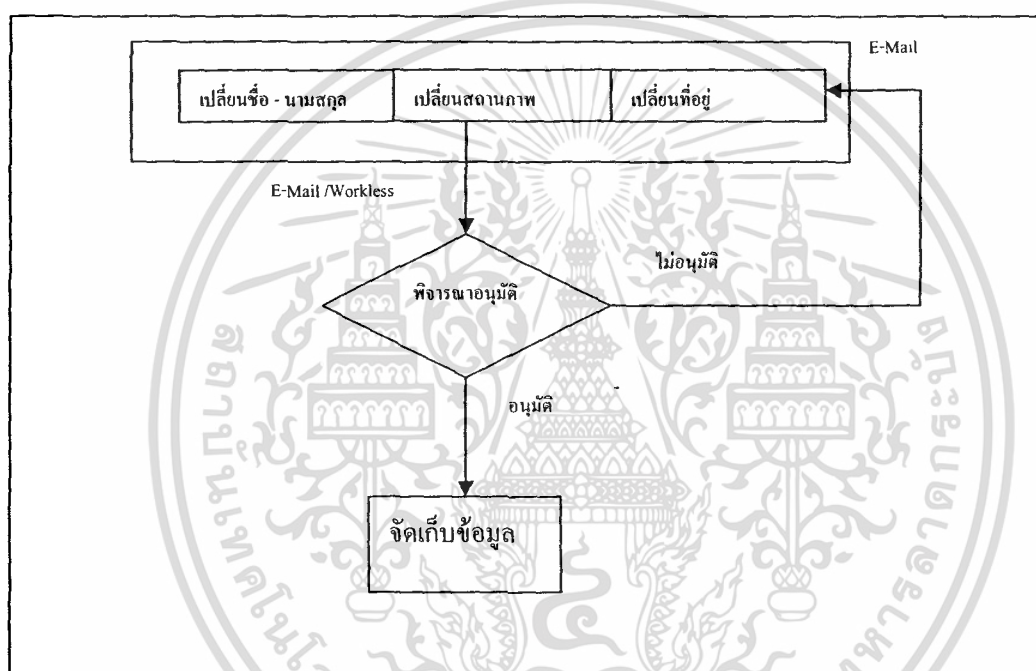 E-Mail
เปลี่ยนชื่อ - นามสกุล เปลี่ยนสถานภาพ เปลี่ยนที่อยู่
E-Mail /Workless
ไม่อนุมัติ
พิจารณาอนุมัติ
อนุมัติ
จัดเก็บข้อมูล